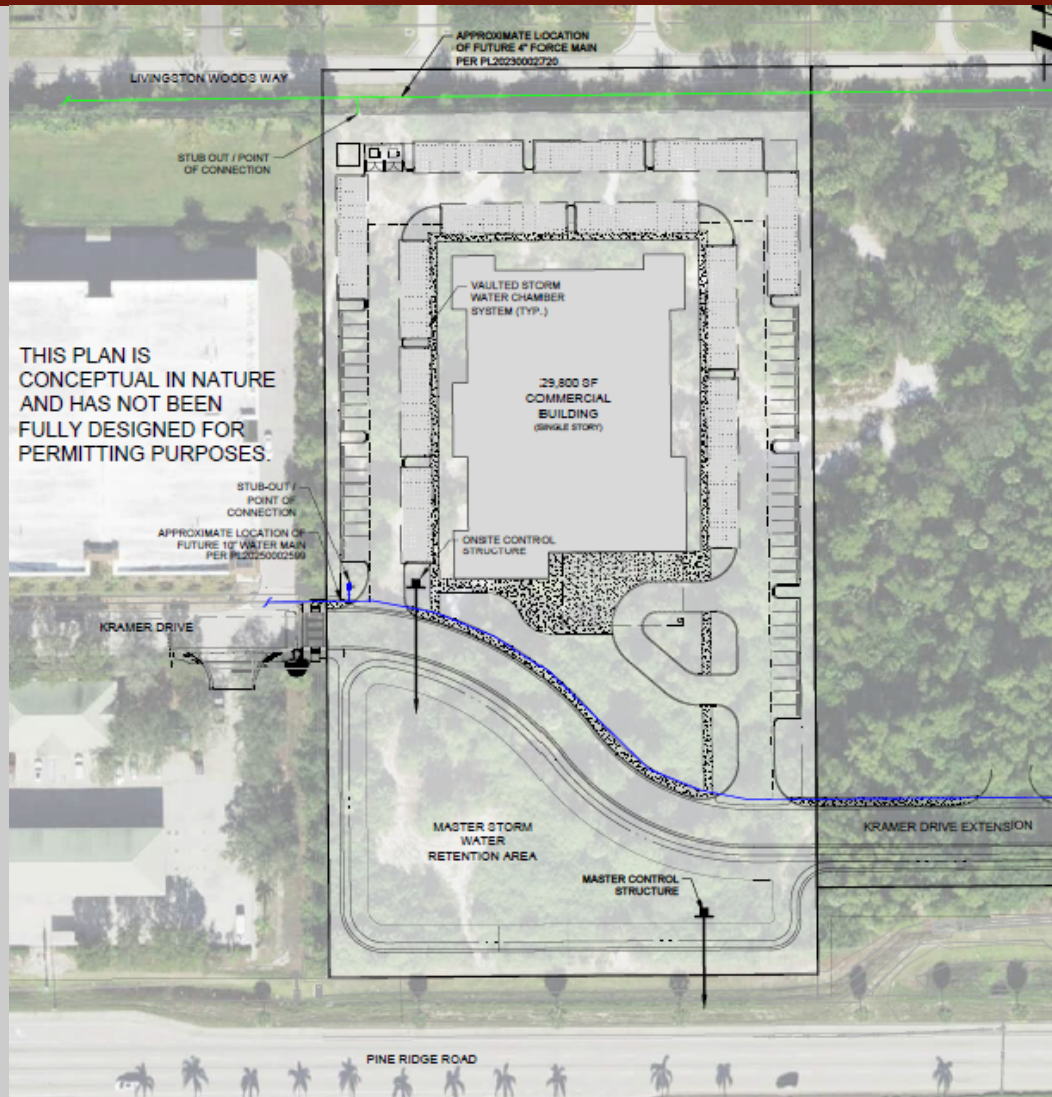 APPROXIMATE LOCATION
OF FUTURE 4" FORCE MAIN
PER PL20230002720
LIVINGSTON WOODS WAY
STUB OUT / POINT
OF CONNECTION
VAULTED STORM
WATER CHAMBER
SYSTEM (TYP.)
THIS PLAN IS
CONCEPTUAL IN NATURE
AND HAS NOT BEEN
FULLY DESIGNED FOR
PERMITTING PURPOSES.
29,800 SF
COMMERCIAL
BUILDING
(SINGLE STORY)
STUB-OUT /
POINT OF
CONNECTION
APPROXIMATE LOCATION OF
FUTURE 10" WATER MAIN
PER PL20250002599
ONSITE CONTROL
STRUCTURE
KRAMER DRIVE
MASTER STORM
WATER
RETENTION AREA
KRAMER DRIVE EXTENSION
MASTER CONTROL
STRUCTURE
PINE RIDGE ROAD